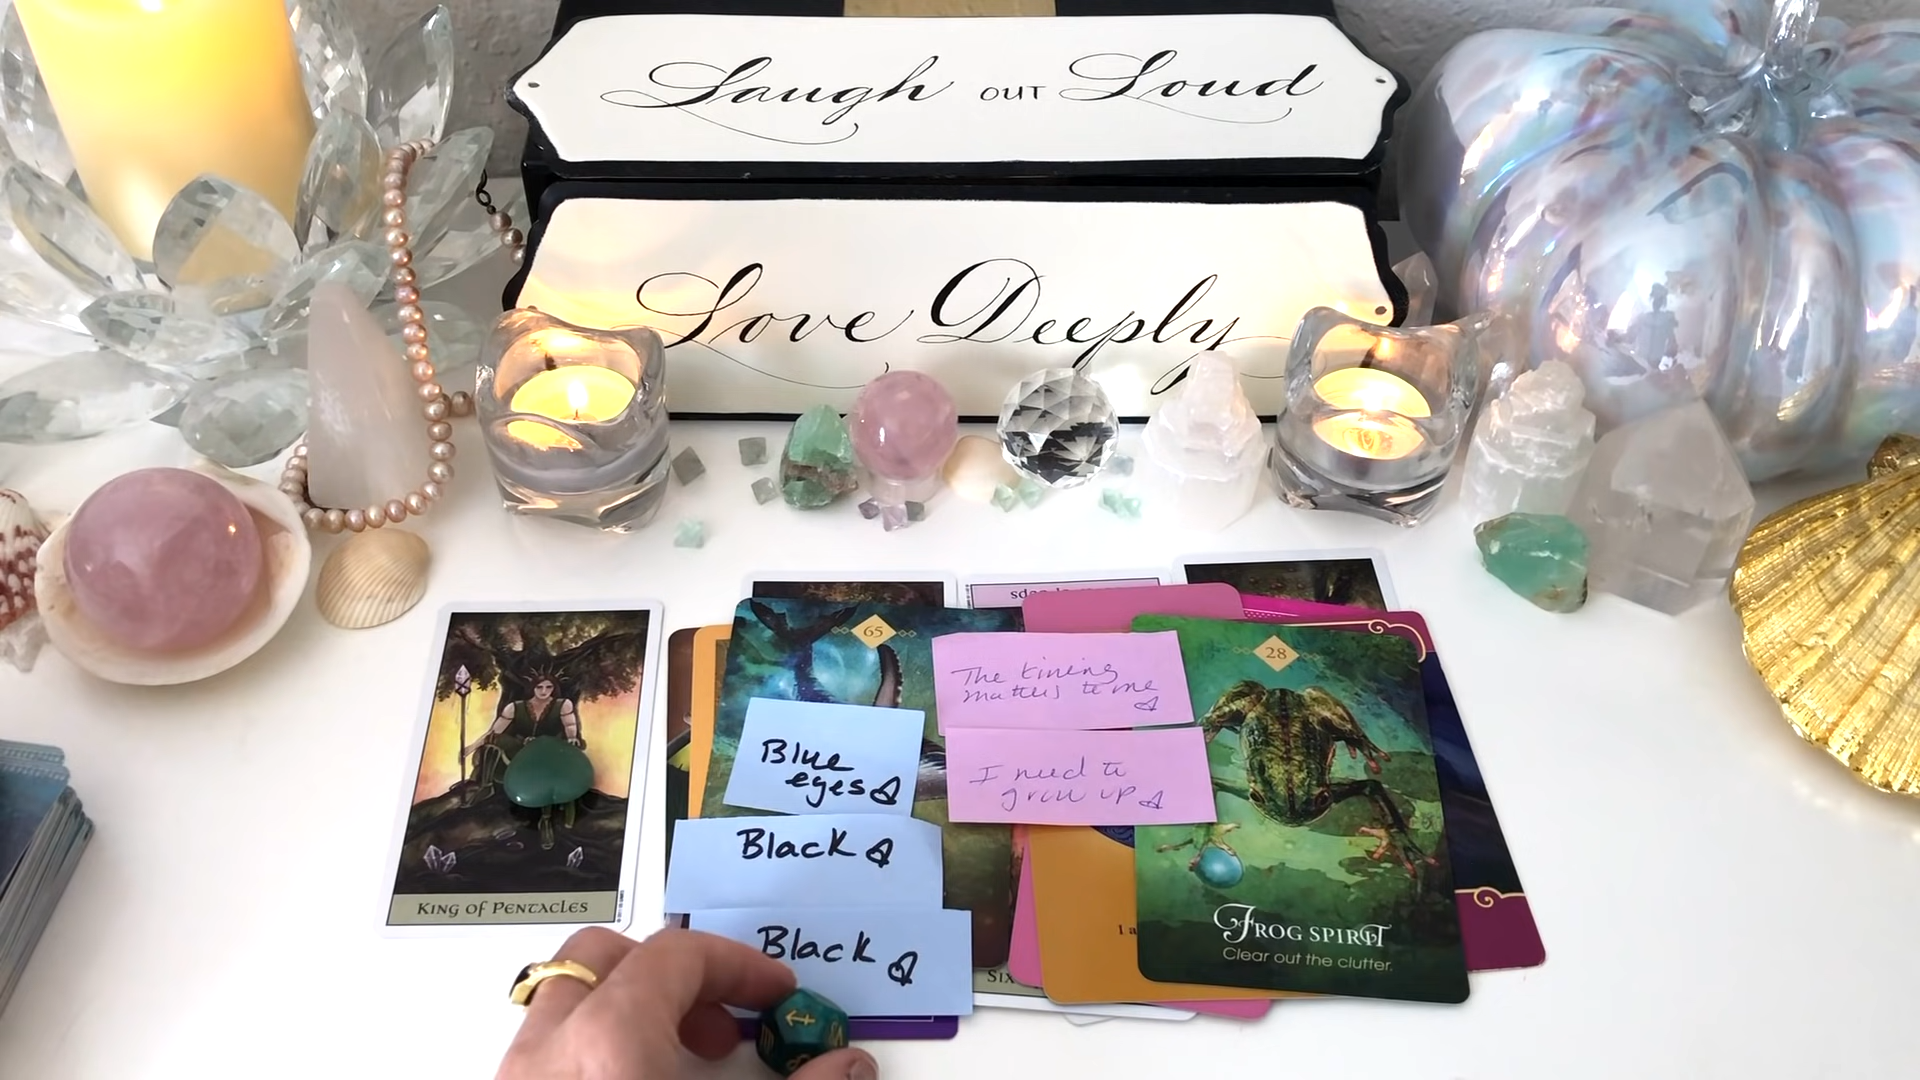 Laugh OUT Loud
Love Deeply
65
28
The timing
matters to me
Blue
eyes
I need to
grow up
Black
Black
King of Pentacles
I a
Six
Frog Spirit
Clear out the clutter.